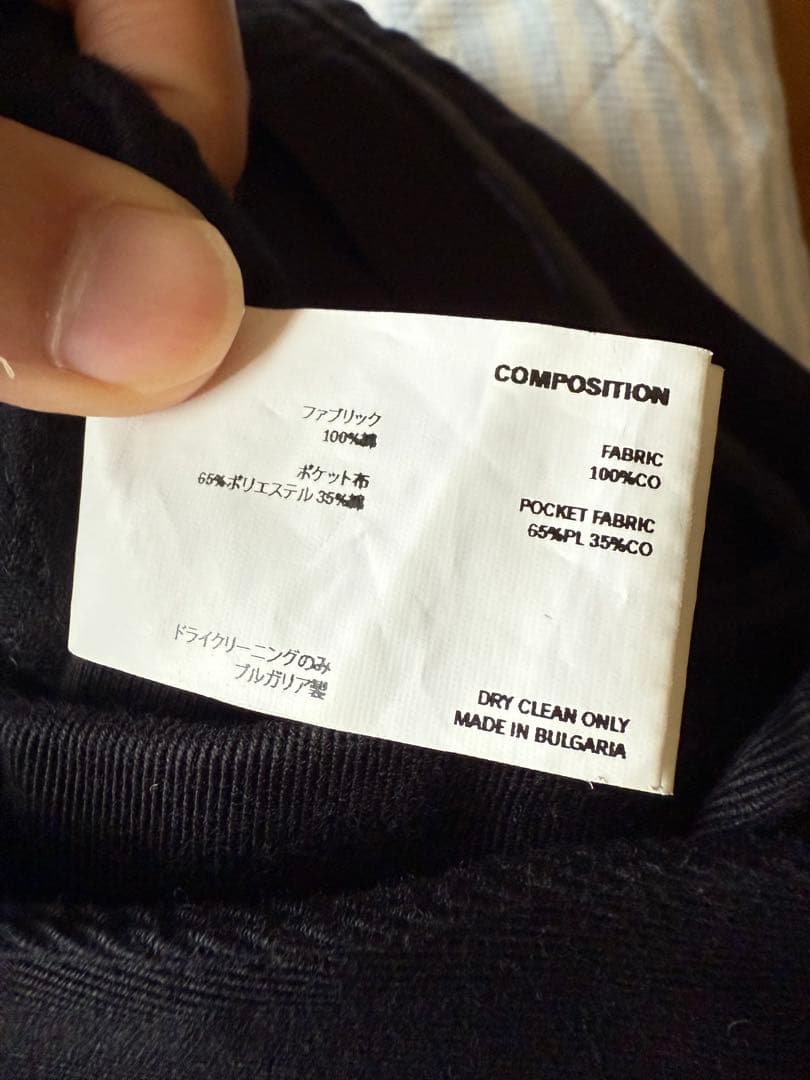 COMPOSITION
FABRIC
100%CO
POCKET FABRIC
65%PL 35%CO
DRY CLEAN ONLY
MADE IN BULGARIA
ファブリック
100%綿
ポケット布
65%ポリエステル 35%綿
ドライクリーニングのみ
ブルガリア製